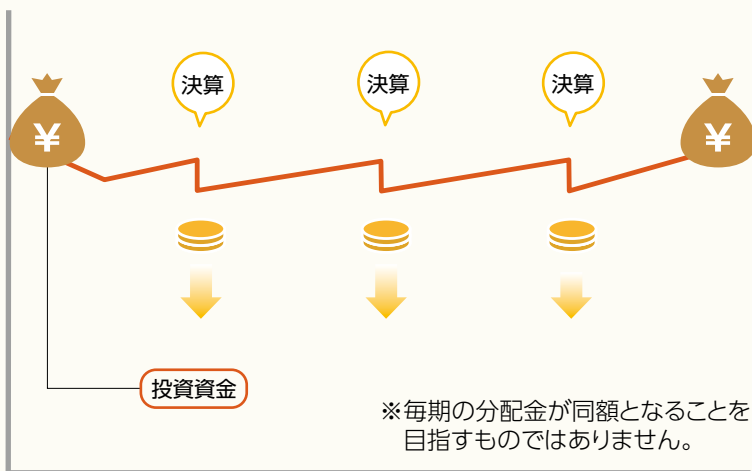 決算
決算
決算
¥
¥
投資資金
※毎期の分配金が同額となることを
目指すものではありません。